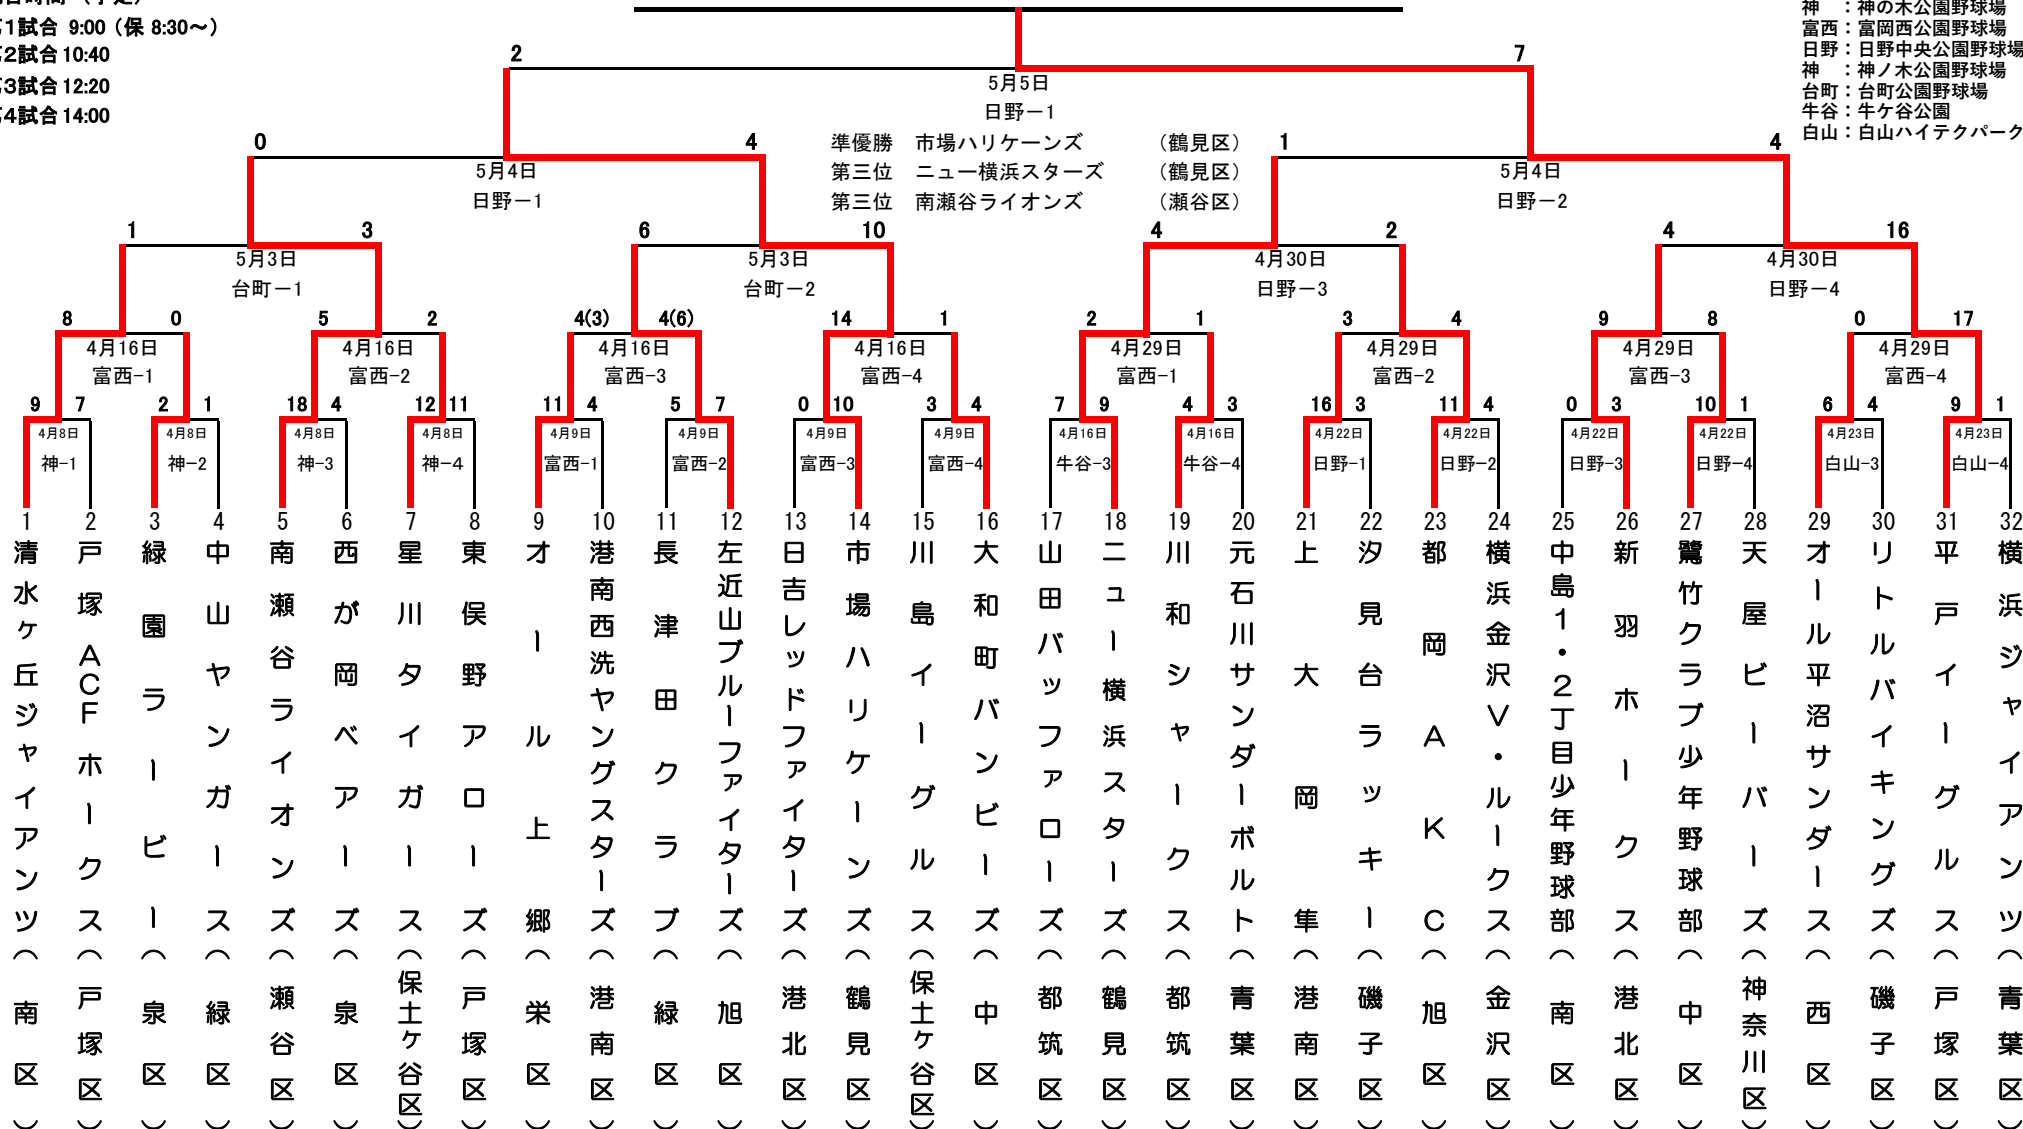 第1試合 9:00（保 8:30～）
第2試合 10:40
第3試合 12:20
第4試合 14:00
神　：神の木公園野球場
富西：富岡西公園野球場
日野：日野中央公園野球場
神　：神ノ木公園野球場
台町：台町公園野球場
牛谷：牛ケ谷公園
白山：白山ハイテクパーク
2 7
5月5日
日野－1
準優勝 市場ハリケーンズ （鶴見区）
第三位 ニュー横浜スターズ （鶴見区）
第三位 南瀬谷ライオンズ （瀬谷区）
0 4 1 4
5月4日 5月4日
日野－1 日野－2
1 3 6 10 4 2 4 16
5月3日 5月3日 4月30日 4月30日
台町－1 台町－2 日野－3 日野－4
8 0 5 2 4(3) 4(6) 14 1 2 1 3 4 9 8 0 17
4月16日 4月16日 4月16日 4月16日 4月29日 4月29日 4月29日 4月29日
富西-1 富西-2 富西-3 富西-4 富西-1 富西-2 富西-3 富西-4
9 7 2 1 18 4 12 11 11 4 5 7 0 10 3 4 7 9 4 3 16 3 11 4 0 3 10 1 6 4 9 1
4月8日 4月8日 4月8日 4月8日 4月9日 4月9日 4月9日 4月9日 4月16日 4月16日 4月22日 4月22日 4月22日 4月22日 4月23日 4月23日
神-1 神-2 神-3 神-4 富西-1 富西-2 富西-3 富西-4 牛谷-3 牛谷-4 日野-1 日野-2 日野-3 日野-4 白山-3 白山-4
1 清水ヶ丘ジャイアンツ（南区）
2 戸塚ACFホークス（戸塚区）
3 緑園ラービー（泉区）
4 中山ヤンガース（緑区）
5 南瀬谷ライオンズ（瀬谷区）
6 西が岡ベアーズ（泉区）
7 星川タイガース（保土ケ谷区）
8 東俣野アローズ（戸塚区）
9 オール上郷（栄区）
10 港南西洗ヤングスターズ（港南区）
11 長津田クラブ（緑区）
12 左近山ブルーファイターズ（旭区）
13 日吉レッドファイターズ（港北区）
14 市場ハリケーンズ（鶴見区）
15 川島イーグルス（保土ケ谷区）
16 大和町バンビーズ（中区）
17 山田バッファローズ（都筑区）
18 ニュー横浜スターズ（鶴見区）
19 川和シャークス（都筑区）
20 元石川サンダーボルト（青葉区）
21 上大岡隼（港南区）
22 汐見台ラッキー（磯子区）
23 都岡AKC（旭区）
24 横浜金沢V・ルークス（金沢区）
25 中島1・2丁目少年野球部（南区）
26 新羽ホークス（港北区）
27 鷺竹クラブ少年野球部（中区）
28 天屋ビーバーズ（神奈川区）
29 オール平沼サンダース（西区）
30 リトルバイキングズ（磯子区）
31 平戸イーグルス（戸塚区）
32 横浜ジャイアンツ（青葉区）